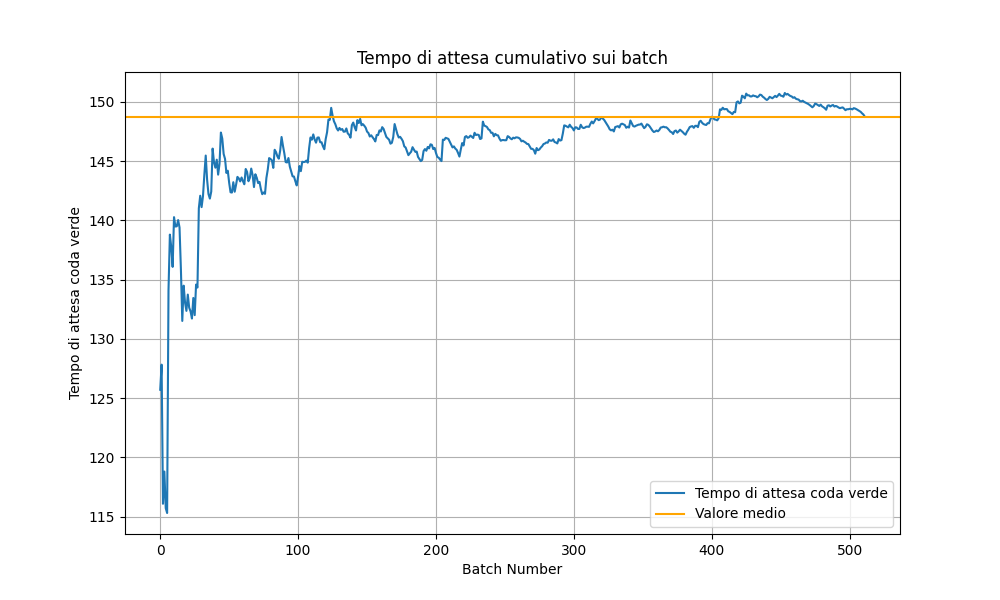 Tempo di attesa cumulativo sui batch
Tempo di attesa coda verde
150
145
140
135
130
125
120
115
0
100
200
300
400
500
Batch Number
Tempo di attesa coda verde
Valore medio